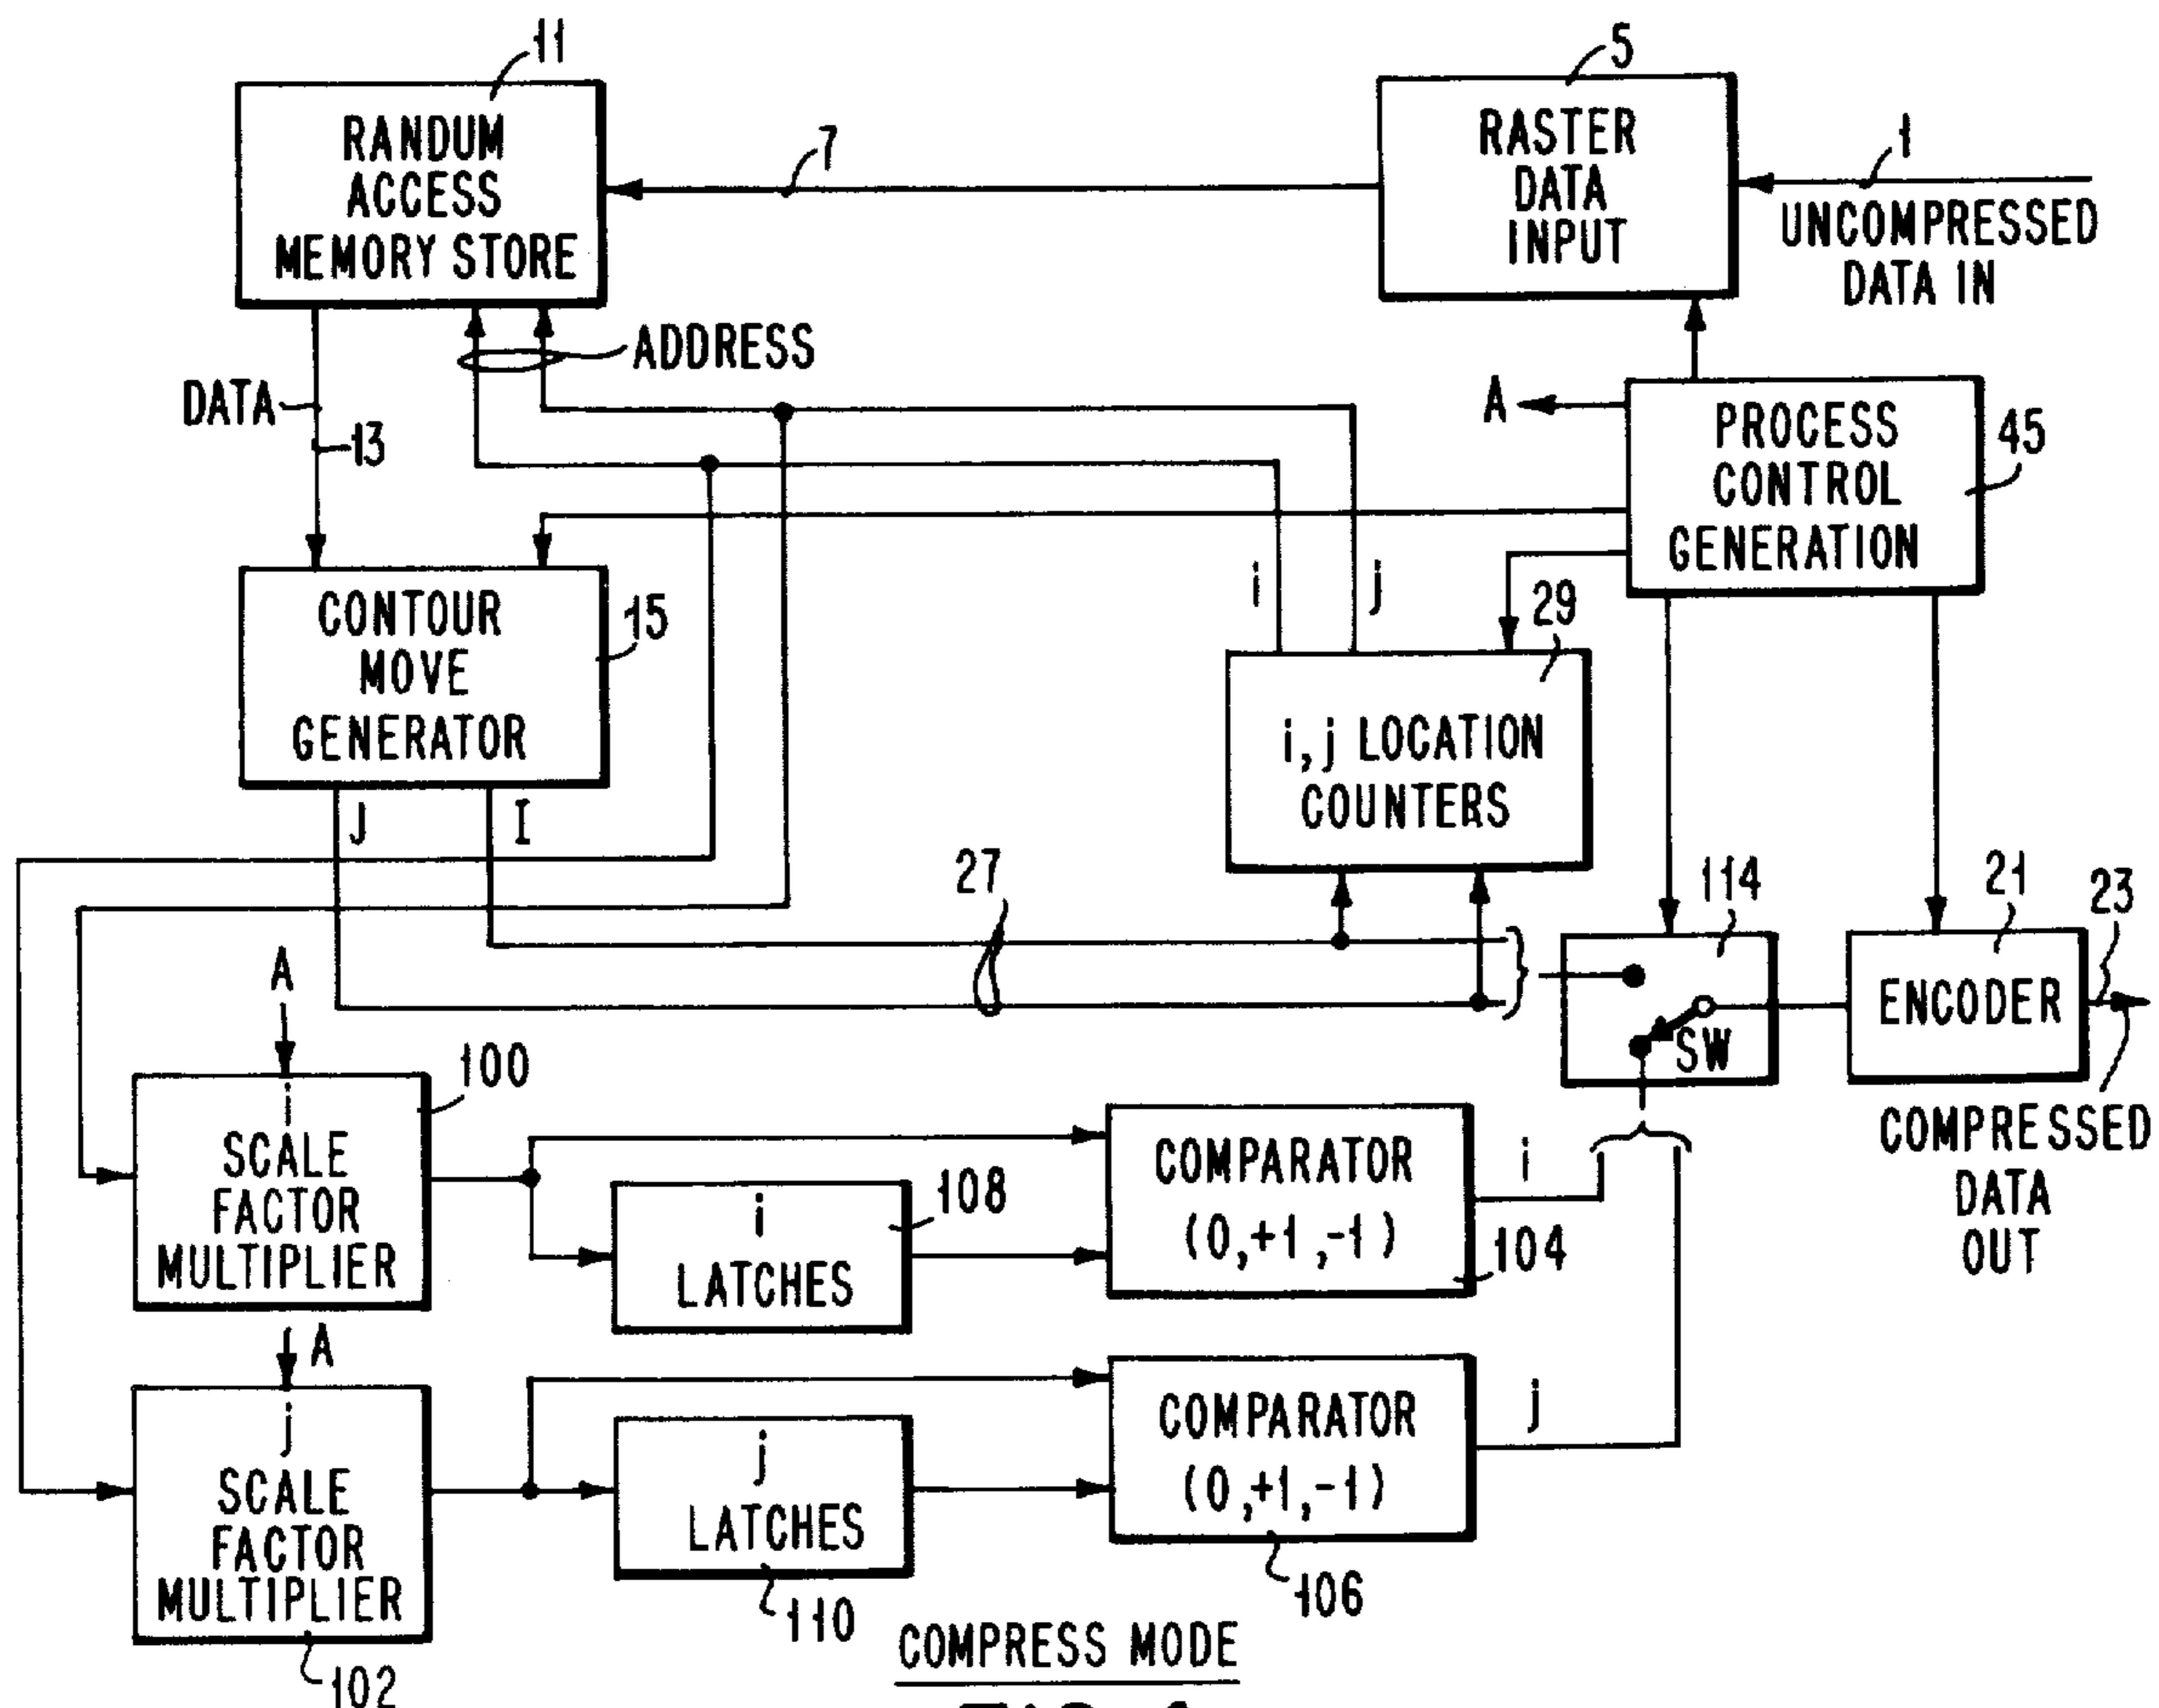 11
RANDUM
ACCESS
MEMORY STORE
7
5
RASTER
DATA
INPUT
1
UNCOMPRESSED
DATA IN
ADDRESS
DATA
13
A
PROCESS
CONTROL
GENERATION
45
CONTOUR
MOVE
GENERATOR
15
i
j
29
i, j LOCATION
COUNTERS
J
I
27
114
SW
21
ENCODER
23
COMPRESSED
DATA
OUT
A
100
i
SCALE
FACTOR
MULTIPLIER
i
LATCHES
108
COMPARATOR
(0,+1,-1)
104
i
A
j
SCALE
FACTOR
MULTIPLIER
102
j
LATCHES
110
COMPARATOR
(0,+1,-1)
106
j
COMPRESS MODE